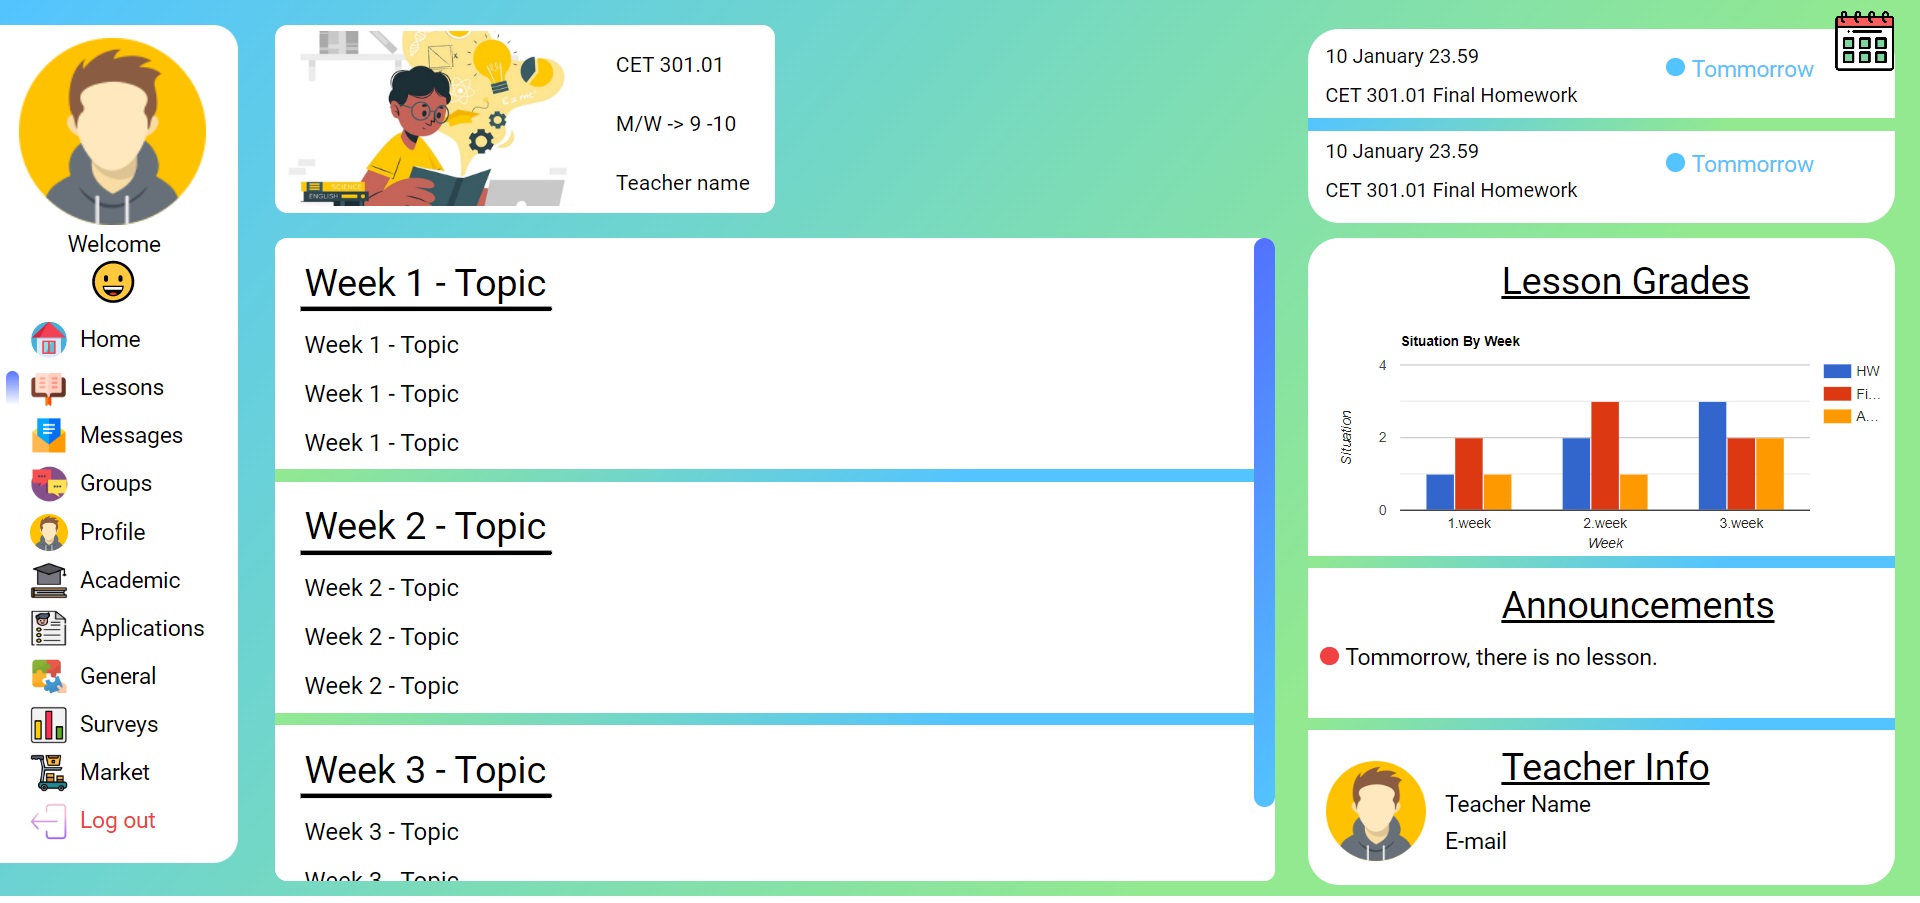 Welcome
Home
Lessons
Messages
Groups
Profile
Academic
Applications
General
Surveys
Market
Log out
SCIENCE
ENGLISH
CET 301.01
M/W -> 9 -10
Teacher name
Week 1 - Topic
Week 1 - Topic
Week 1 - Topic
Week 1 - Topic
Week 2 - Topic
Week 2 - Topic
Week 2 - Topic
Week 2 - Topic
Week 3 - Topic
Week 3 - Topic
Week 3 - Topic
10 January 23.59
Tommorrow
CET 301.01 Final Homework
10 January 23.59
Tommorrow
CET 301.01 Final Homework
Lesson Grades
Situation By Week
Situation
4
2
0
HW
Fi...
A...
1.week
2.week
3.week
Week
Announcements
Tommorrow, there is no lesson.
Teacher Info
Teacher Name
E-mail